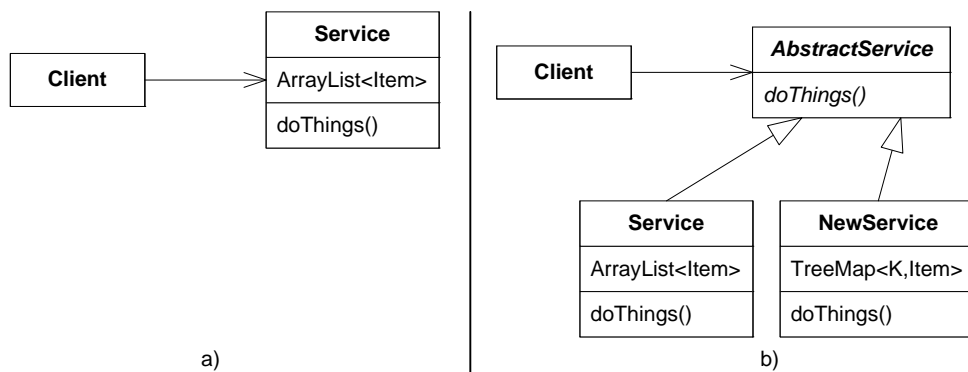 Service
Client
ArrayList<Item>
doThings()
a)
AbstractService
Client
doThings()
Service
NewService
ArrayList<Item>
TreeMap<K,Item>
doThings()
doThings()
b)